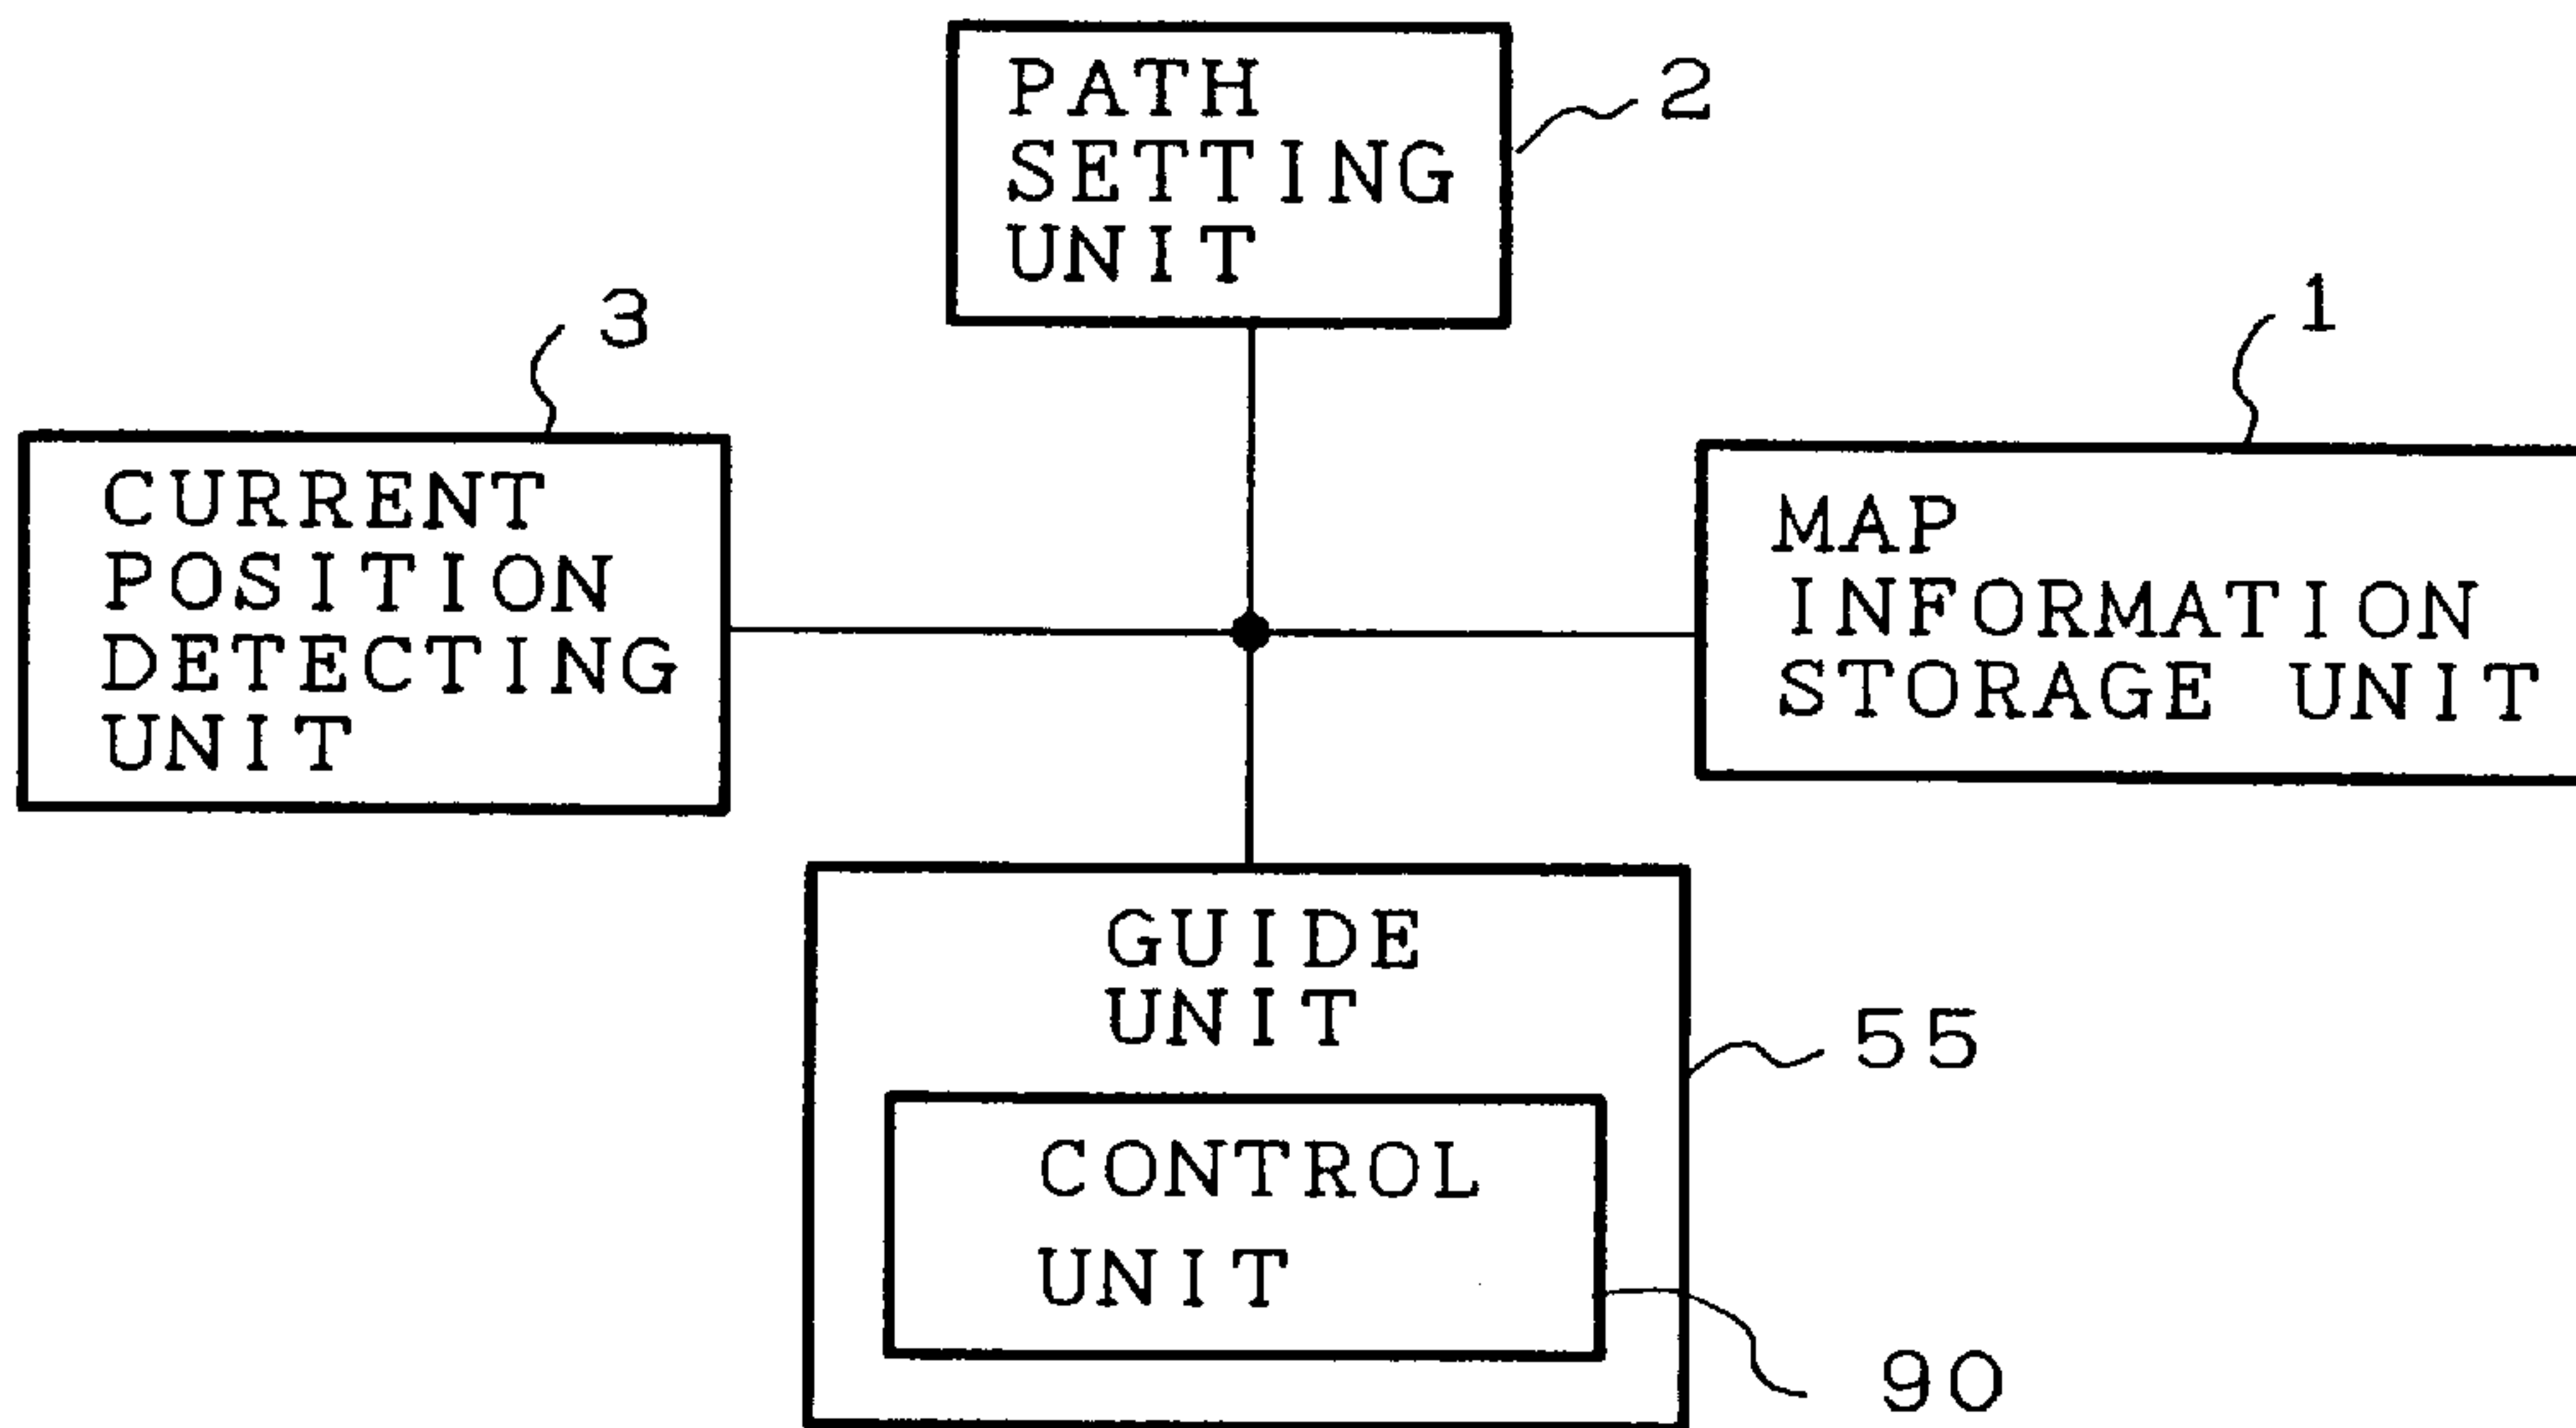 PATH
SETTING
UNIT
2
3
1
CURRENT
POSITION
DETECTING
UNIT
MAP
INFORMATION
STORAGE UNIT
GUIDE
UNIT
55
CONTROL
UNIT
90